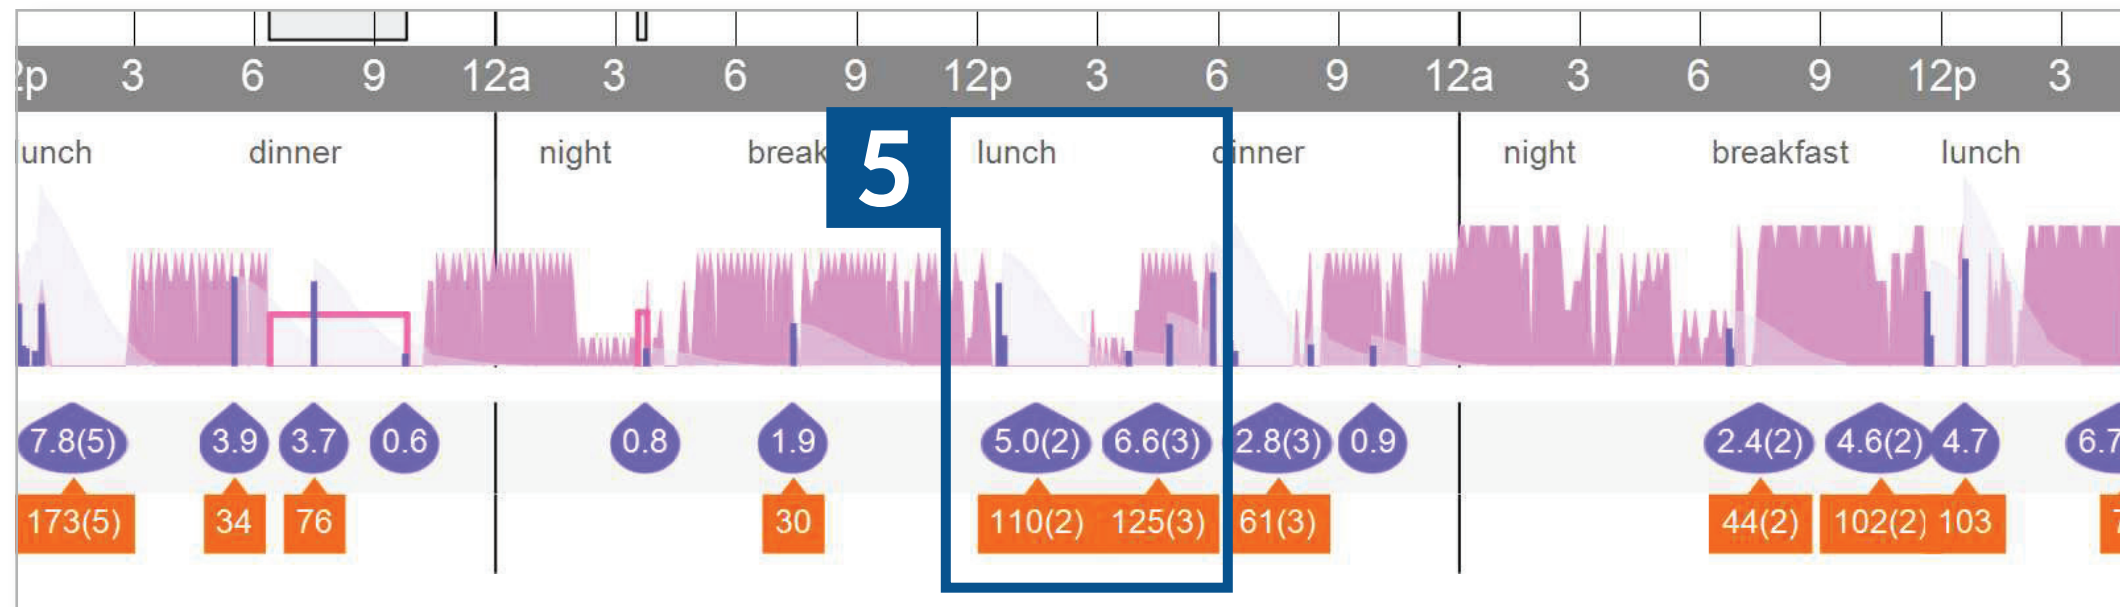 2p 3 6 9 12a 3 6 9 12p 3 6 9 12a 3 6 9 12p 3
lunch dinner night break 5 lunch dinner night breakfast lunch
7.8(5) 3.9 3.7 0.6 0.8 1.9 5.0(2) 6.6(3) 2.8(3) 0.9 2.4(2) 4.6(2) 4.7 6.7
173(5) 34 76 30 110(2) 125(3) 61(3) 44(2) 102(2) 103 7